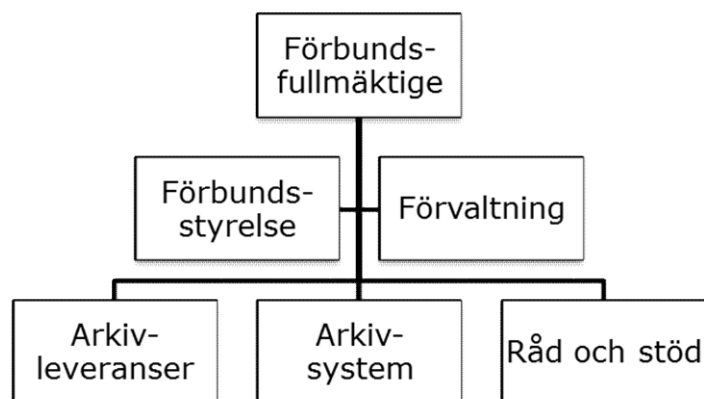 Förbunds-
fullmäktige
Förbunds-
styrelse
Förvaltning
Arkiv-
leveranser
Arkiv-
system
Råd och stöd